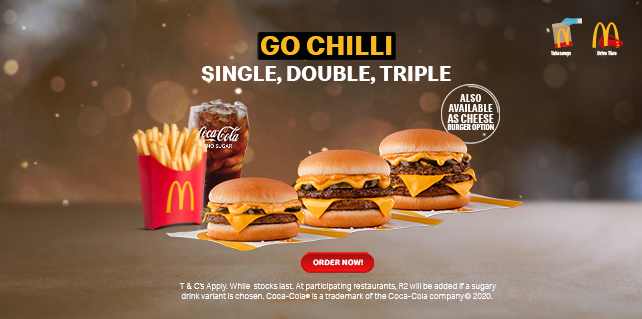 GO CHILLI
SINGLE, DOUBLE, TRIPLE
Takeaways
Drive Thru
ALSO
AVAILABLE
AS CHEESE
BURGER OPTION
Coca-Cola
NO SUGAR
ORDER NOW!
T & C's Apply. While stocks last. At participating restaurants, R2 will be added if a sugary
drink variant is chosen. Coca-Cola® is a trademark of the Coca-Cola company © 2020.